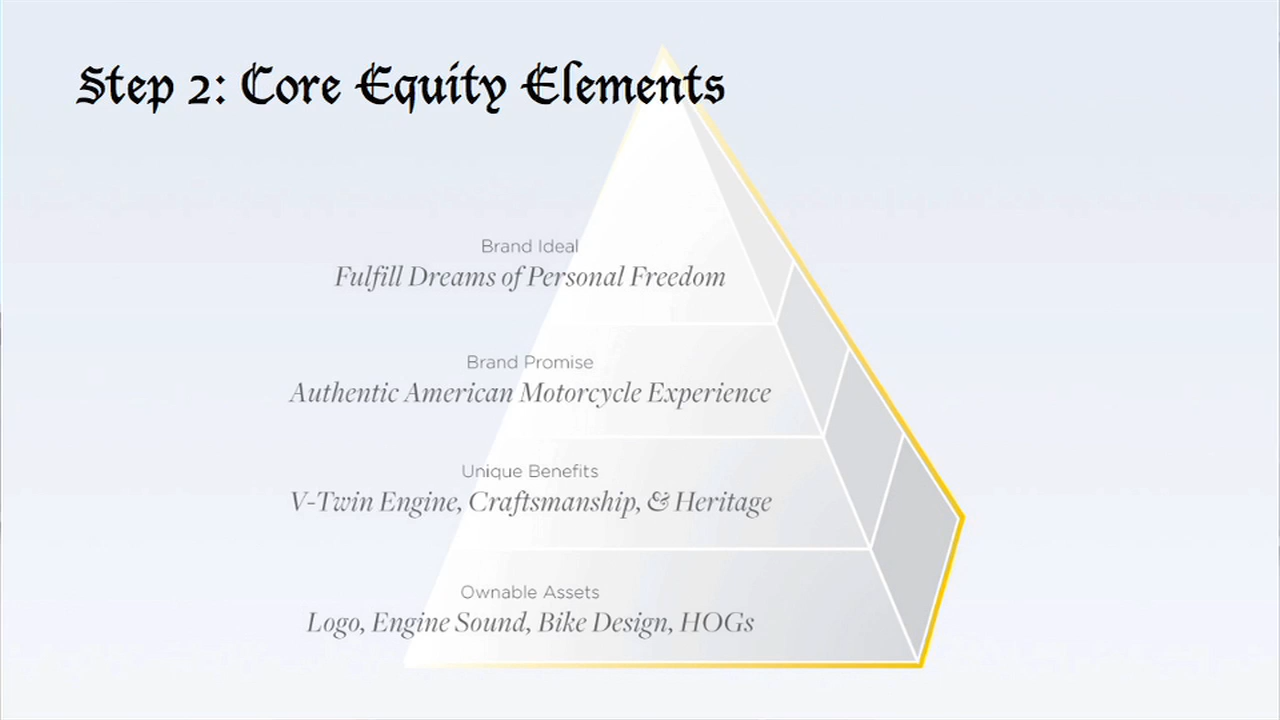 Step 2: Core Equity Elements
Brand Ideal
Fulfill Dreams of Personal Freedom
Brand Promise
Authentic American Motorcycle Experience
Unique Benefits
V-Twin Engine, Craftsmanship, & Heritage
Ownable Assets
Logo, Engine Sound, Bike Design, HOGs